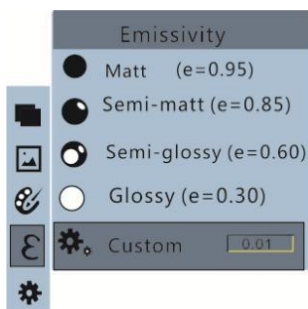 Emissivity
Matt (e=0.95)
Semi-matt (e=0.85)
Semi-glossy (e=0.60)
Glossy (e=0.30)
ε
Custom 0.01